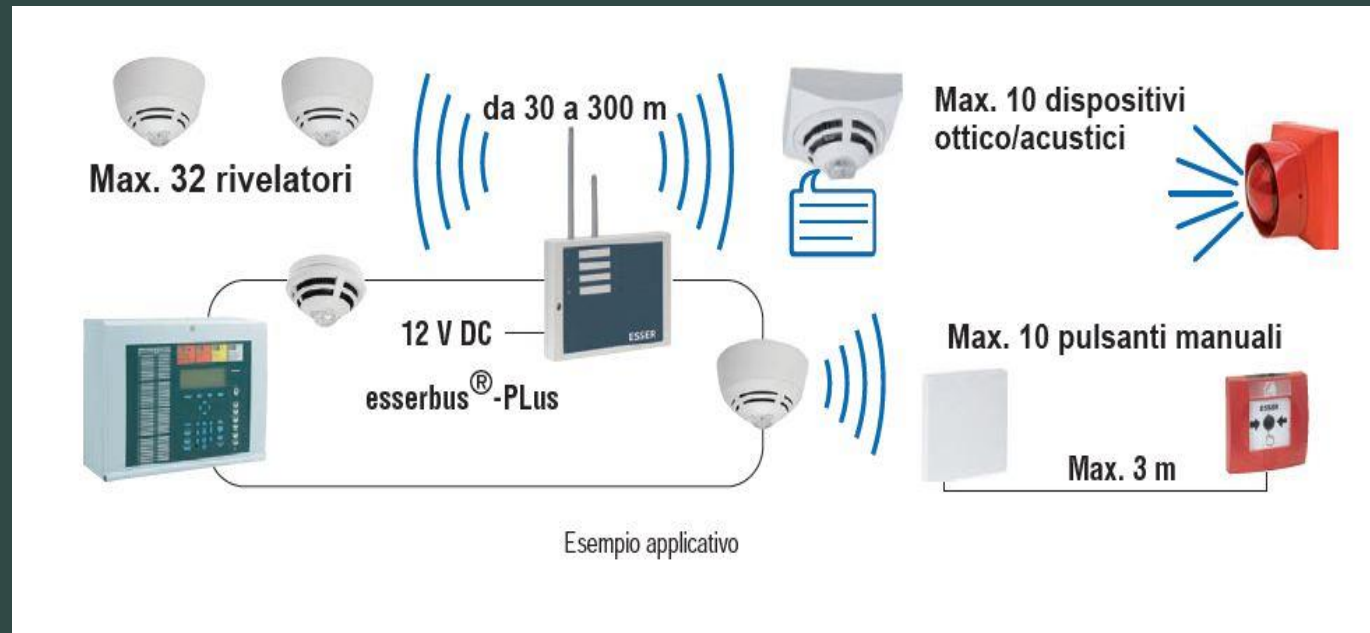 da 30 a 300 m
Max. 10 dispositivi
ottico/acustici
Max. 32 rivelatori
12 V DC
ESSER
esserbus®-PLus
Max. 10 pulsanti manuali
ESSER
Max. 3 m
Esempio applicativo